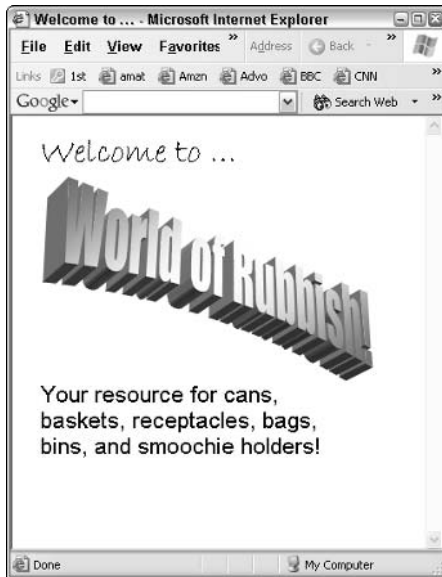 Welcome to ... - Microsoft Internet Explorer
File Edit View Favorites » Address Back »
Links 1st amat Amzn Advo BBC CNN »
Google Search Web »
Welcome to ...
World of Rubbish!
Your resource for cans,
baskets, receptacles, bags,
bins, and smoochie holders!
Done My Computer